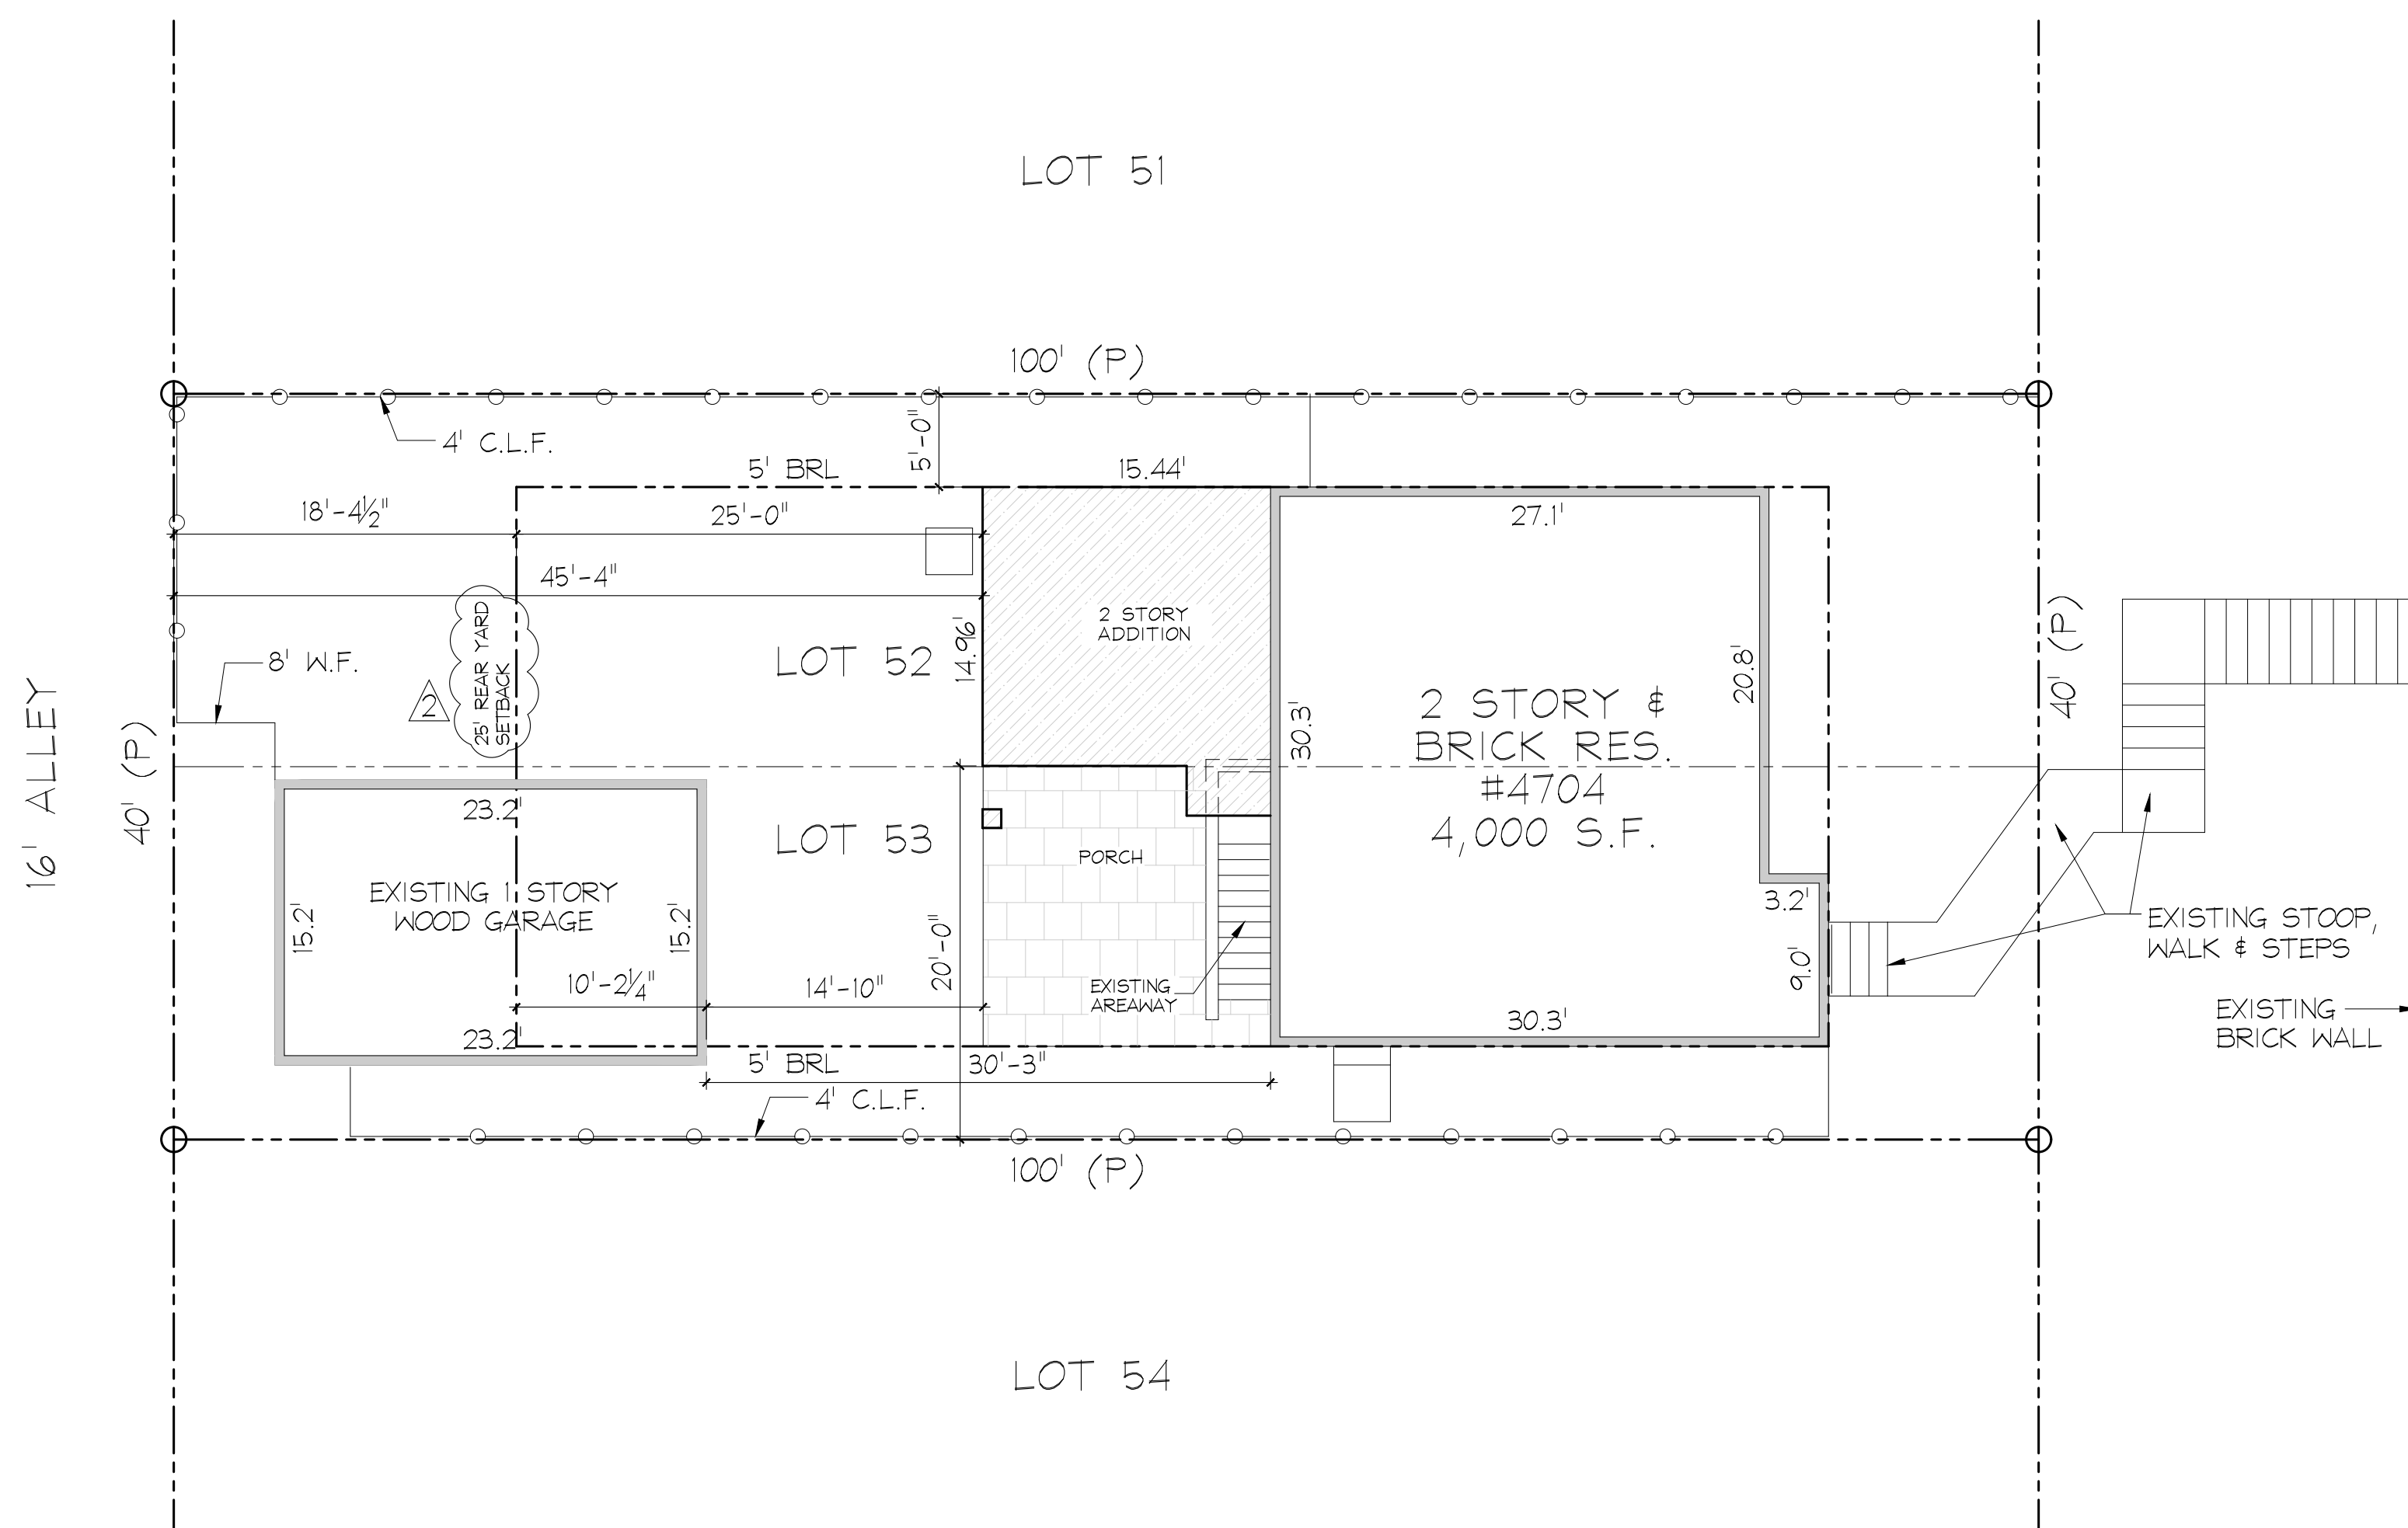 LOT 51
100' (P)
4' C.L.F.
5'-0"
5' BRL
15.44'
18'-4½"
25'-0"
27.1'
45'-4"
2 STORY
ADDITION
25' REAR YARD
SETBACK
2
8' W.F.
LOT 52
14.96'
30.3'
20.8'
2 STORY &
BRICK RES.
#4704
4,000 S.F.
40' (P)
16' ALLEY
40' (P)
23.2'
LOT 53
PORCH
EXISTING 1 STORY
WOOD GARAGE
15.2'
15.2'
3.2'
9.0'
EXISTING STOOP,
WALK & STEPS
20'-0"
10'-2¼"
14'-10"
EXISTING
AREAWAY
EXISTING
BRICK WALL
23.2'
30.3'
5' BRL
30'-3"
4' C.L.F.
100' (P)
LOT 54